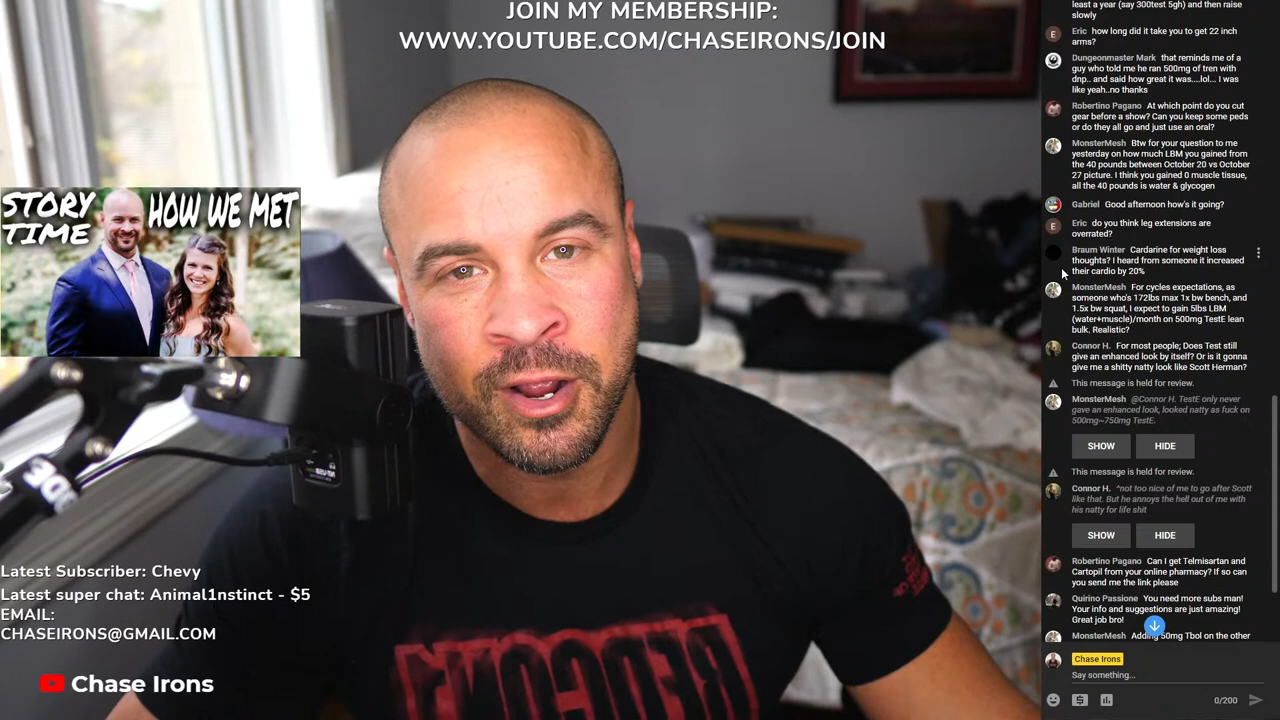 JOIN MY MEMBERSHIP:
WWW.YOUTUBE.COM/CHASEIRONS/JOIN
STORY HOW WE MET
TIME
Latest Subscriber: Chevy
Latest super chat: Animal1nstinct - $5
EMAIL:
CHASEIRONS@GMAIL.COM
Chase Irons
least a year (say 300test 5gh) and then raise
slowly
E
Eric how long did it take you to get 22 inch
arms?
Dungeonmaster Mark that reminds me of a
guy who told me he ran 500mg of tren with
dnp.. and said how great it was....lol... I was
like yeah..no thanks
Robertino Pagano At which point do you cut
gear before a show? Can you keep some peds
or do they all go and just use an oral?
MonsterMesh Btw for your question to me
yesterday on how much LBM you gained from
the 40 pounds between October 20 vs October
27 picture. I think you gained 0 muscle tissue,
all the 40 pounds is water & glycogen
Gabriel Good afternoon how's it going?
E
Eric do you think leg extensions are
overrated?
Braum Winter Cardarine for weight loss
thoughts? I heard from someone it increased
their cardio by 20%
MonsterMesh For cycles expectations, as
someone who's 172lbs max 1x bw bench, and
1.5x bw squat, I expect to gain 5lbs LBM
(water+muscle)/month on 500mg TestE lean
bulk. Realistic?
Connor H. For most people; Does Test still
give an enhanced look by itself? Or is it gonna
give me a shitty natty look like Scott Herman?
This message is held for review.
MonsterMesh @Connor H. TestE only never
gave an enhanced look, looked natty as fuck on
500mg~750mg TestE.
SHOW HIDE
This message is held for review.
Connor H. ^not too nice of me to go after Scott
like that. But he annoys the hell out of me with
his natty for life shit
SHOW HIDE
Robertino Pagano Can I get Telmisartan and
Cartopil from your online pharmacy? If so can
you send me the link please
Quirino Passione You need more subs man!
Your info and suggestions are just amazing!
Great job bro!
MonsterMesh Adding 50mg Tbol on the other
Chase Irons
Say something...
0/200